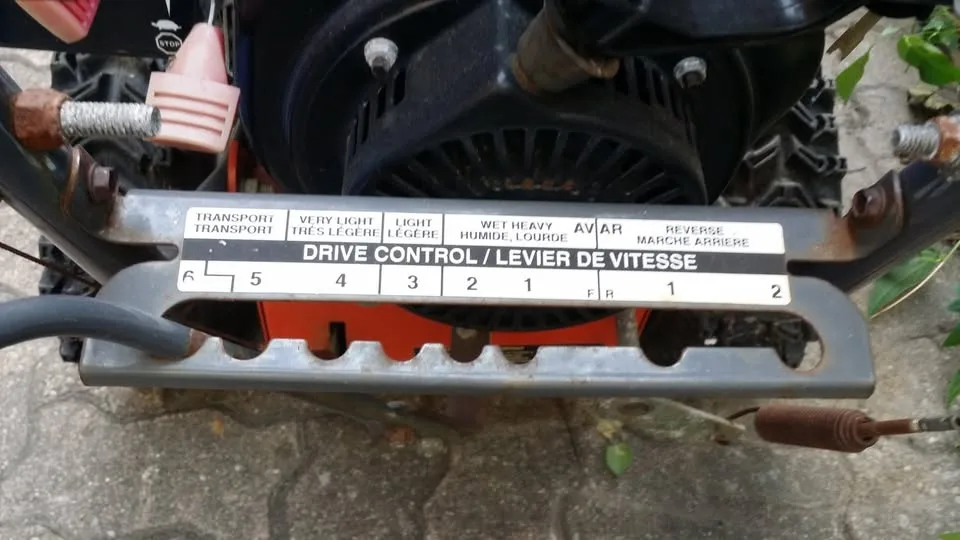 STOP
TRANSPORT VERY LIGHT LIGHT WET HEAVY AV AR REVERSE
TRANSPORT TRÈS LÉGÈRE LÉGÈRE HUMIDE, LOURDE MARCHE ARRIERE
DRIVE CONTROL / LEVIER DE VITESSE
6 5 4 3 2 1 F R 1 2